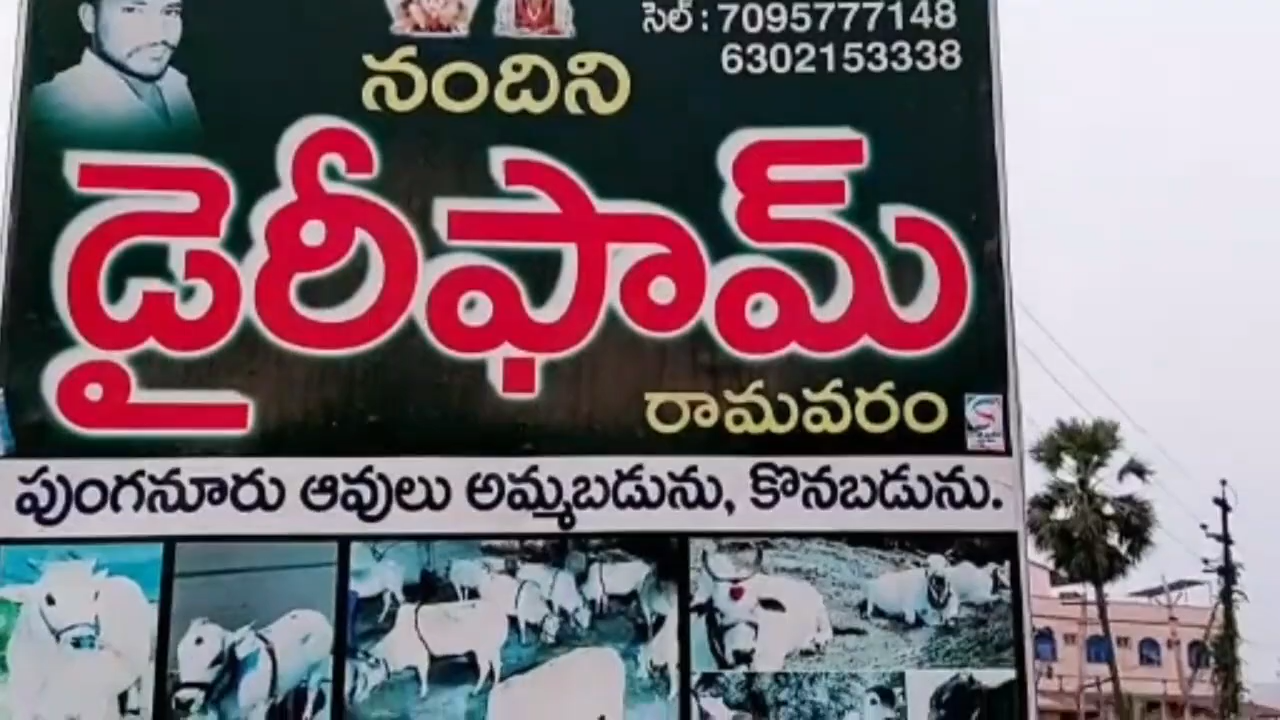 సెల్ : 7095777148
6302153338
నందిని
డైరీఫామ్
రామవరం
పుంగనూరు ఆవులు అమ్మబడును, కొనబడును.